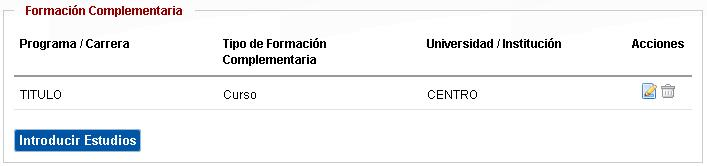 Formación Complementaria
Programa / Carrera
Tipo de Formación
Complementaria
Universidad / Institución
Acciones
TITULO
Curso
CENTRO
Introducir Estudios